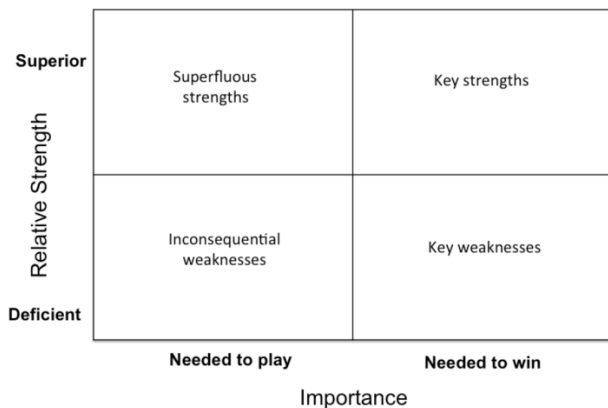 Superior
Superfluous
strengths
Key strengths
Relative Strength
Inconsequential
weaknesses
Key weaknesses
Deficient
Needed to play
Needed to win
Importance